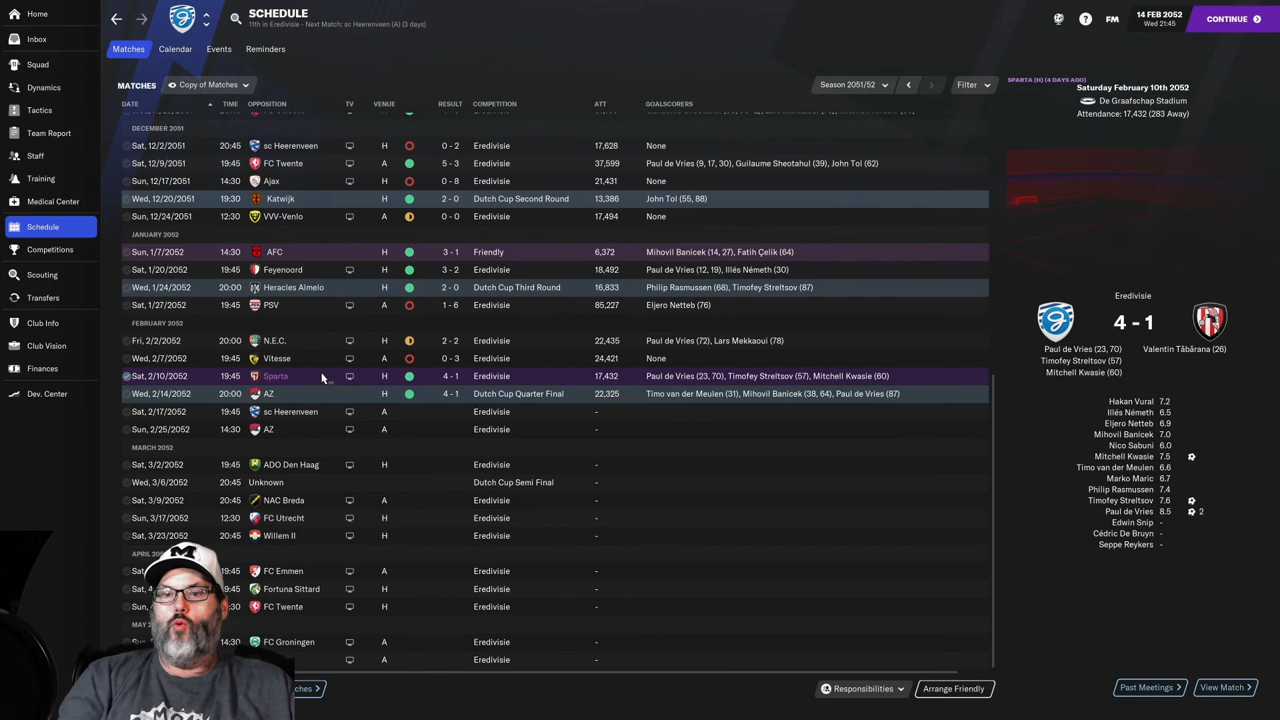 Home
Inbox
Squad
Dynamics
Tactics
Team Report
Staff
Training
Medical Center
Schedule
Competitions
Scouting
Transfers
Club Info
Club Vision
Finances
Dev. Center
SCHEDULE
11th in Eredivisie - Next Match: sc Heerenveen (A) (3 days)
FM
14 FEB 2052
Wed 21:45
CONTINUE
Matches Calendar Events Reminders
MATCHES Copy of Matches Season 2051/52 Filter
DATE TIME OPPOSITION TV VENUE RESULT COMPETITION ATT GOALSCORERS
DECEMBER 2051
Sat, 12/2/2051 20:45 sc Heerenveen H 0 - 2 Eredivisie 17,628 None
Sat, 12/9/2051 19:45 FC Twente A 5 - 3 Eredivisie 37,599 Paul de Vries (9, 17, 30), Guilaume Sheotahul (39), John Tol (62)
Sun, 12/17/2051 14:30 Ajax H 0 - 8 Eredivisie 21,431 None
Wed, 12/20/2051 19:30 Katwijk H 2 - 0 Dutch Cup Second Round 13,386 John Tol (55, 88)
Sun, 12/24/2051 12:30 VVV-Venlo A 0 - 0 Eredivisie 17,494 None
JANUARY 2052
Sun, 1/7/2052 14:30 AFC H 3 - 1 Friendly 6,372 Mihovil Banicek (14, 27), Fatih Çelik (64)
Sat, 1/20/2052 19:45 Feyenoord H 3 - 2 Eredivisie 18,492 Paul de Vries (12, 19), Illés Németh (30)
Wed, 1/24/2052 20:00 Heracles Almelo H 2 - 0 Dutch Cup Third Round 16,833 Philip Rasmussen (68), Timofey Streltsov (87)
Sat, 1/27/2052 19:45 PSV A 1 - 6 Eredivisie 85,227 Eljero Netteb (76)
FEBRUARY 2052
Fri, 2/2/2052 20:00 N.E.C. H 2 - 2 Eredivisie 22,435 Paul de Vries (72), Lars Mekkaoui (78)
Wed, 2/7/2052 19:45 Vitesse A 0 - 3 Eredivisie 24,421 None
Sat, 2/10/2052 19:45 Sparta H 4 - 1 Eredivisie 17,432 Paul de Vries (23, 70), Timofey Streltsov (57), Mitchell Kwasie (60)
Wed, 2/14/2052 20:00 AZ H 4 - 1 Dutch Cup Quarter Final 22,325 Timo van der Meulen (31), Mihovil Banicek (38, 64), Paul de Vries (87)
Sat, 2/17/2052 19:45 sc Heerenveen A Eredivisie -
Sun, 2/25/2052 14:30 AZ A Eredivisie -
MARCH 2052
Sat, 3/2/2052 19:45 ADO Den Haag H Eredivisie -
Wed, 3/6/2052 20:45 Unknown Dutch Cup Semi Final -
Sat, 3/9/2052 20:45 NAC Breda A Eredivisie -
Sun, 3/17/2052 12:30 FC Utrecht H Eredivisie -
Sat, 3/23/2052 20:45 Willem II H Eredivisie -
APRIL
19:45 FC Emmen A Eredivisie -
19:45 Fortuna Sittard H Eredivisie -
FC Twente H Eredivisie -
MAY
14:30 FC Groningen A Eredivisie -
A Eredivisie -
Responsibilities Arrange Friendly
SPARTA (H) (4 DAYS AGO)
Saturday February 10th 2052
De Graafschap Stadium
Attendance: 17,432 (283 Away)
Eredivisie
4 - 1
Paul de Vries (23, 70)
Timofey Streltsov (57)
Mitchell Kwasie (60)
Valentin Tăbărana (26)
Hakan Vural 7.2
Illés Németh 6.5
Eljero Netteb 6.9
Mihovil Banicek 7.0
Nico Sabuni 6.0
Mitchell Kwasie 7.5
Timo van der Meulen 6.6
Marko Maric 6.7
Philip Rasmussen 7.4
Timofey Streltsov 7.6
Paul de Vries 8.5 2
Edwin Snip -
Cédric De Bruyn -
Seppe Reykers -
Past Meetings View Match